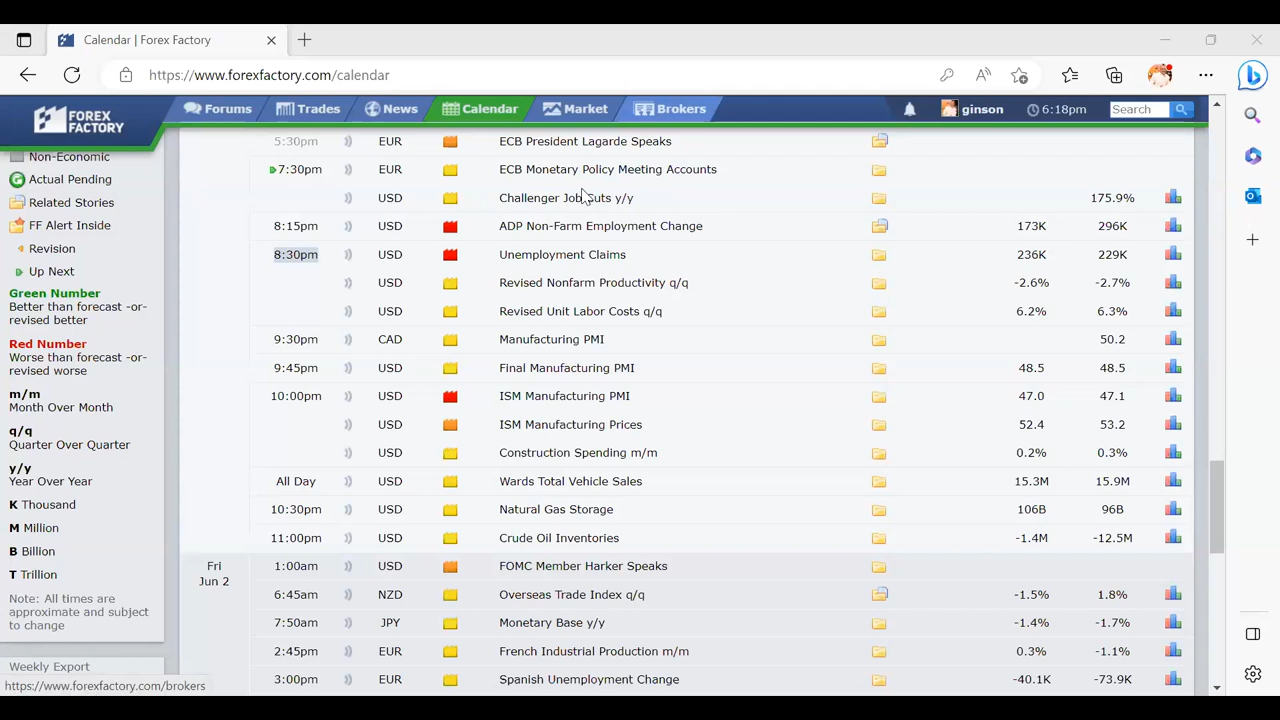 Calendar | Forex Factory
https://www.forexfactory.com/calendar
FOREX FACTORY Forums Trades News Calendar Market Brokers ginson 6:18pm Search
Non-Economic
Actual Pending
Related Stories
FF Alert Inside
Revision
Up Next
Green Number
Better than forecast -or-
revised better
Red Number
Worse than forecast -or-
revised worse
m/m
Month Over Month
q/q
Quarter Over Quarter
y/y
Year Over Year
K Thousand
M Million
B Billion
T Trillion
Note: All times are
approximate and subject
to change
Weekly Export
https://www.forexfactory.com/brokers
5:30pm EUR ECB President Lagarde Speaks
7:30pm EUR ECB Monetary Policy Meeting Accounts
USD Challenger Job Cuts y/y 175.9%
8:15pm USD ADP Non-Farm Employment Change 173K 296K
8:30pm USD Unemployment Claims 236K 229K
USD Revised Nonfarm Productivity q/q -2.6% -2.7%
USD Revised Unit Labor Costs q/q 6.2% 6.3%
9:30pm CAD Manufacturing PMI 50.2
9:45pm USD Final Manufacturing PMI 48.5 48.5
10:00pm USD ISM Manufacturing PMI 47.0 47.1
USD ISM Manufacturing Prices 52.4 53.2
USD Construction Spending m/m 0.2% 0.3%
All Day USD Wards Total Vehicle Sales 15.3M 15.9M
10:30pm USD Natural Gas Storage 106B 96B
11:00pm USD Crude Oil Inventories -1.4M -12.5M
Fri
Jun 2
1:00am USD FOMC Member Harker Speaks
6:45am NZD Overseas Trade Index q/q -1.5% 1.8%
7:50am JPY Monetary Base y/y -1.4% -1.7%
2:45pm EUR French Industrial Production m/m 0.3% -1.1%
3:00pm EUR Spanish Unemployment Change -40.1K -73.9K